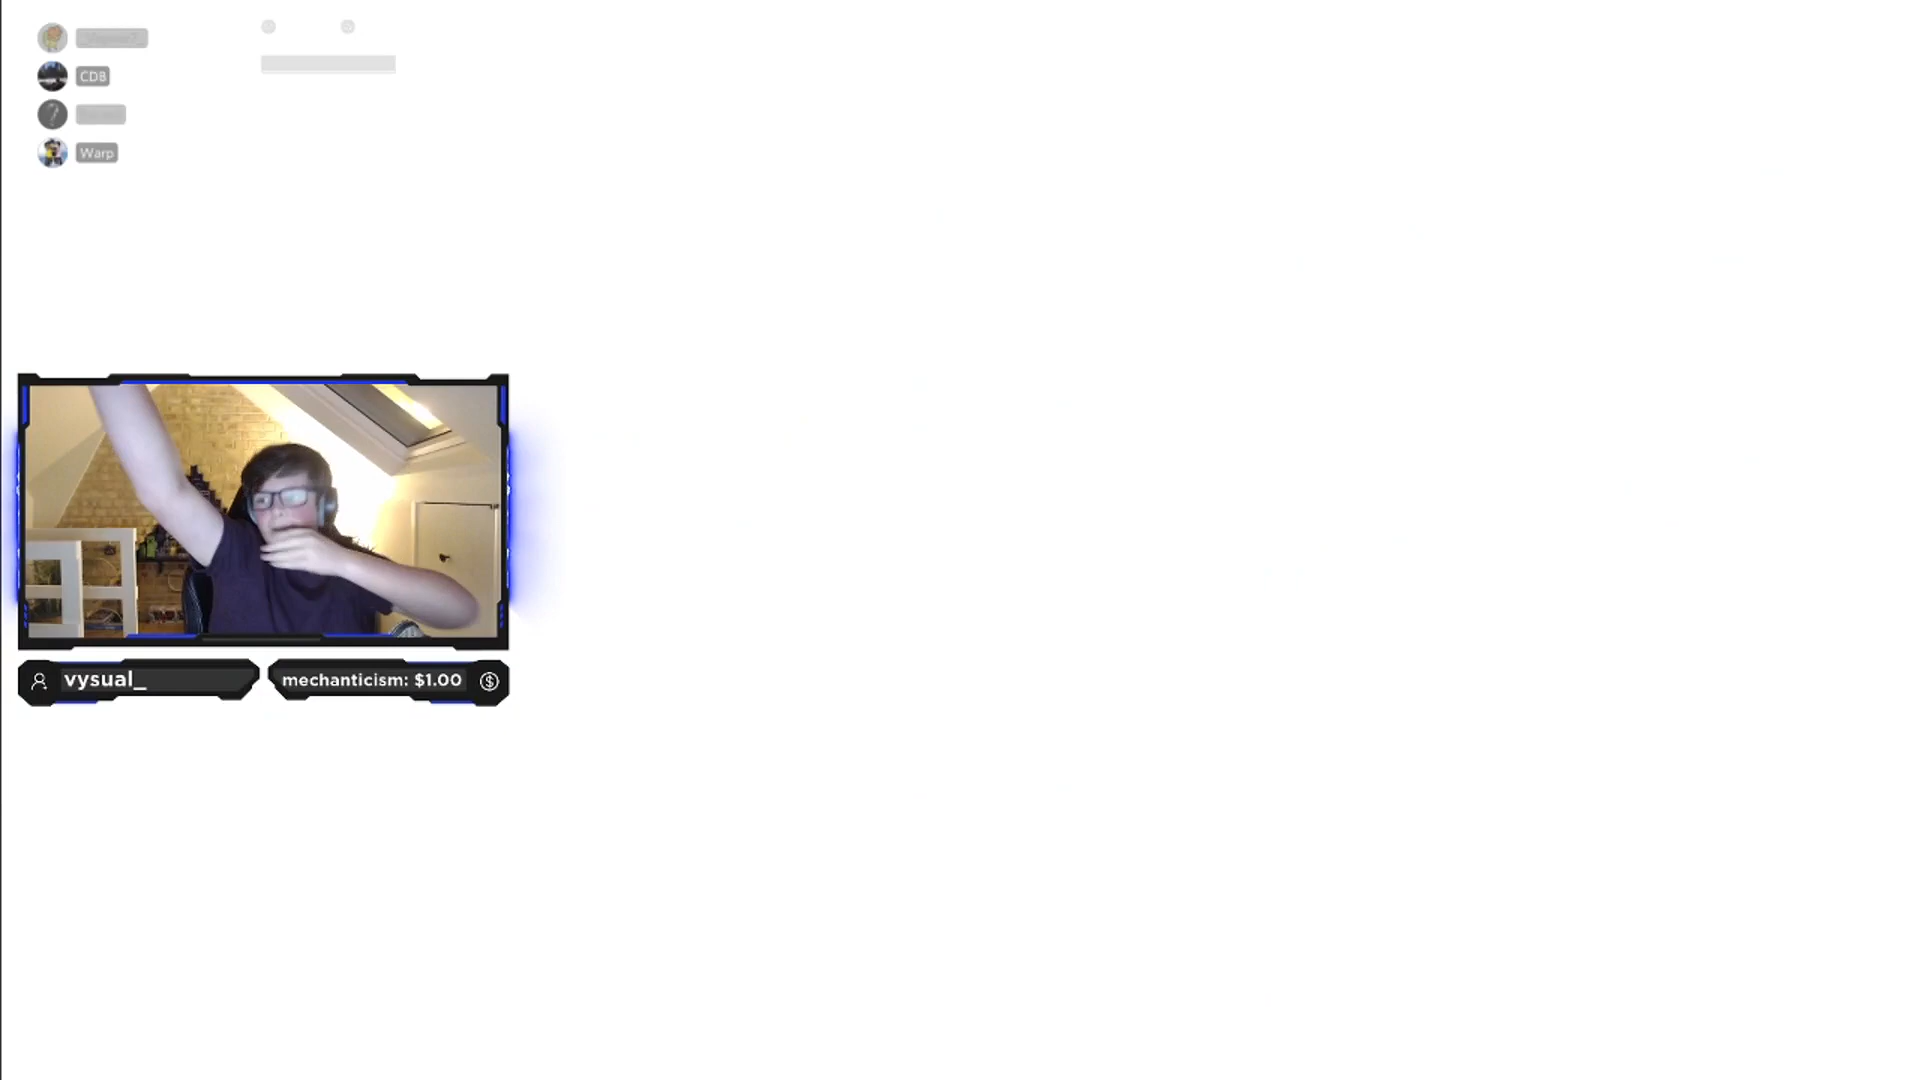 CDB
Warp
vysual_
mechanticism: $1.00